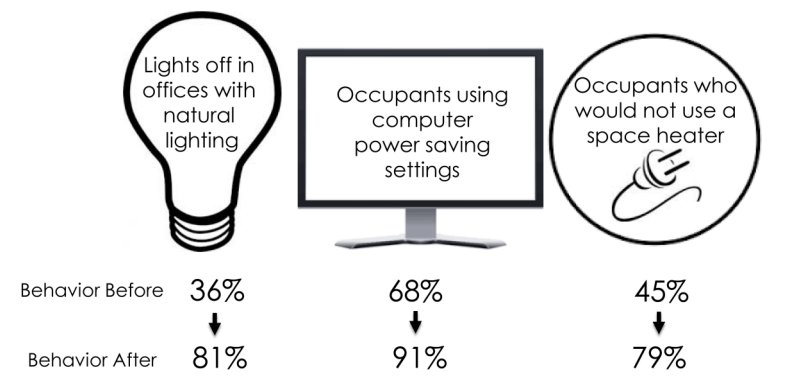 Lights off in
offices with
natural
lighting
Occupants using
computer
power saving
settings
Occupants who
would not use a
space heater
Behavior Before 36% 68% 45%
Behavior After 81% 91% 79%